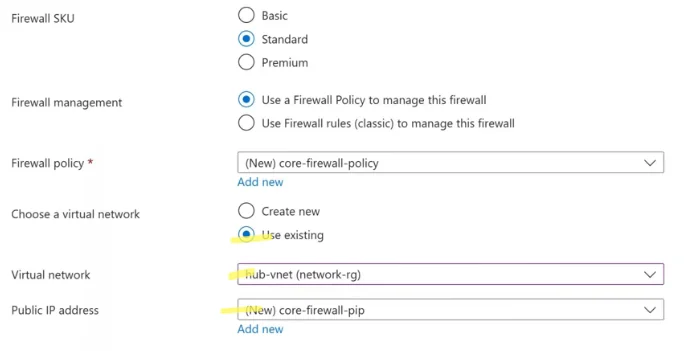 Firewall SKU
Basic
Standard
Premium
Firewall management
Use a Firewall Policy to manage this firewall
Use Firewall rules (classic) to manage this firewall
Firewall policy *
(New) core-firewall-policy
Add new
Choose a virtual network
Create new
Use existing
Virtual network
hub-vnet (network-rg)
Public IP address
(New) core-firewall-pip
Add new